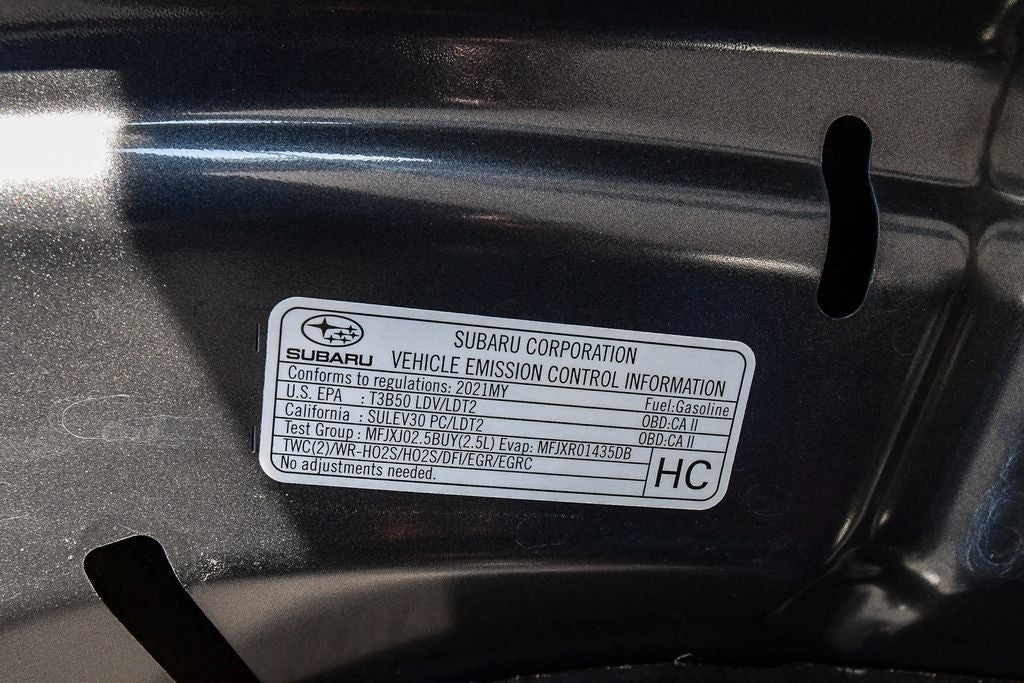 SUBARU
SUBARU CORPORATION
VEHICLE EMISSION CONTROL INFORMATION
Conforms to regulations: 2021MY Fuel:Gasoline
U.S. EPA : T3B50 LDV/LDT2 OBD:CA II
California : SULEV30 PC/LDT2 OBD:CA II
Test Group : MFJXJ02.5BUY(2.5L) Evap: MFJXR01435DB
TWC(2)/WR-HO2S/HO2S/DFI/EGR/EGRC
No adjustments needed.
HC